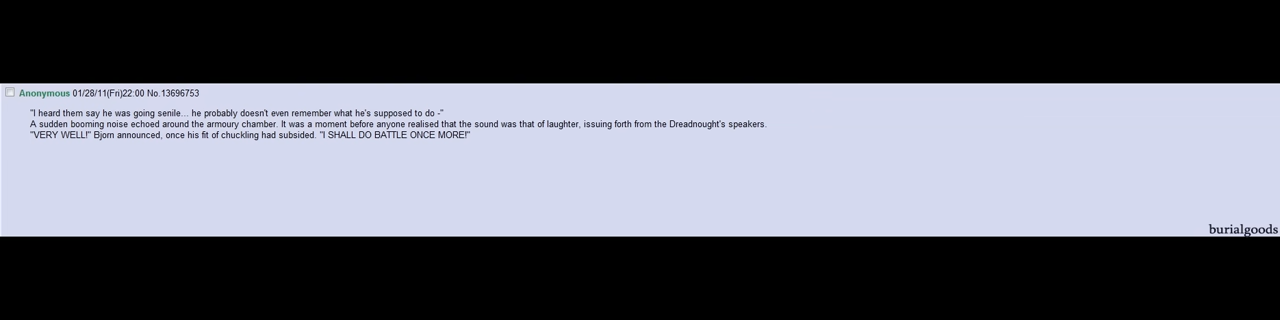 Anonymous 01/28/11(Fri)22:00 No.13696753
"I heard them say he was going senile... he probably doesn't even remember what he's supposed to do -"
A sudden booming noise echoed around the armoury chamber. It was a moment before anyone realised that the sound was that of laughter, issuing forth from the Dreadnought's speakers.
"VERY WELL!" Bjorn announced, once his fit of chuckling had subsided. "I SHALL DO BATTLE ONCE MORE!"
burialgoods